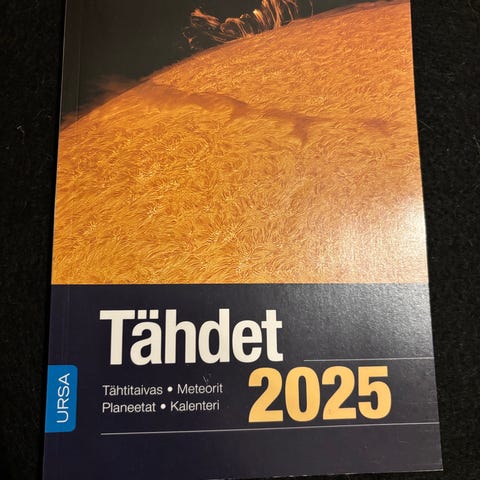 Tähdet
2025
Tähtitaivas • Meteorit
Planeetat • Kalenteri
URSA